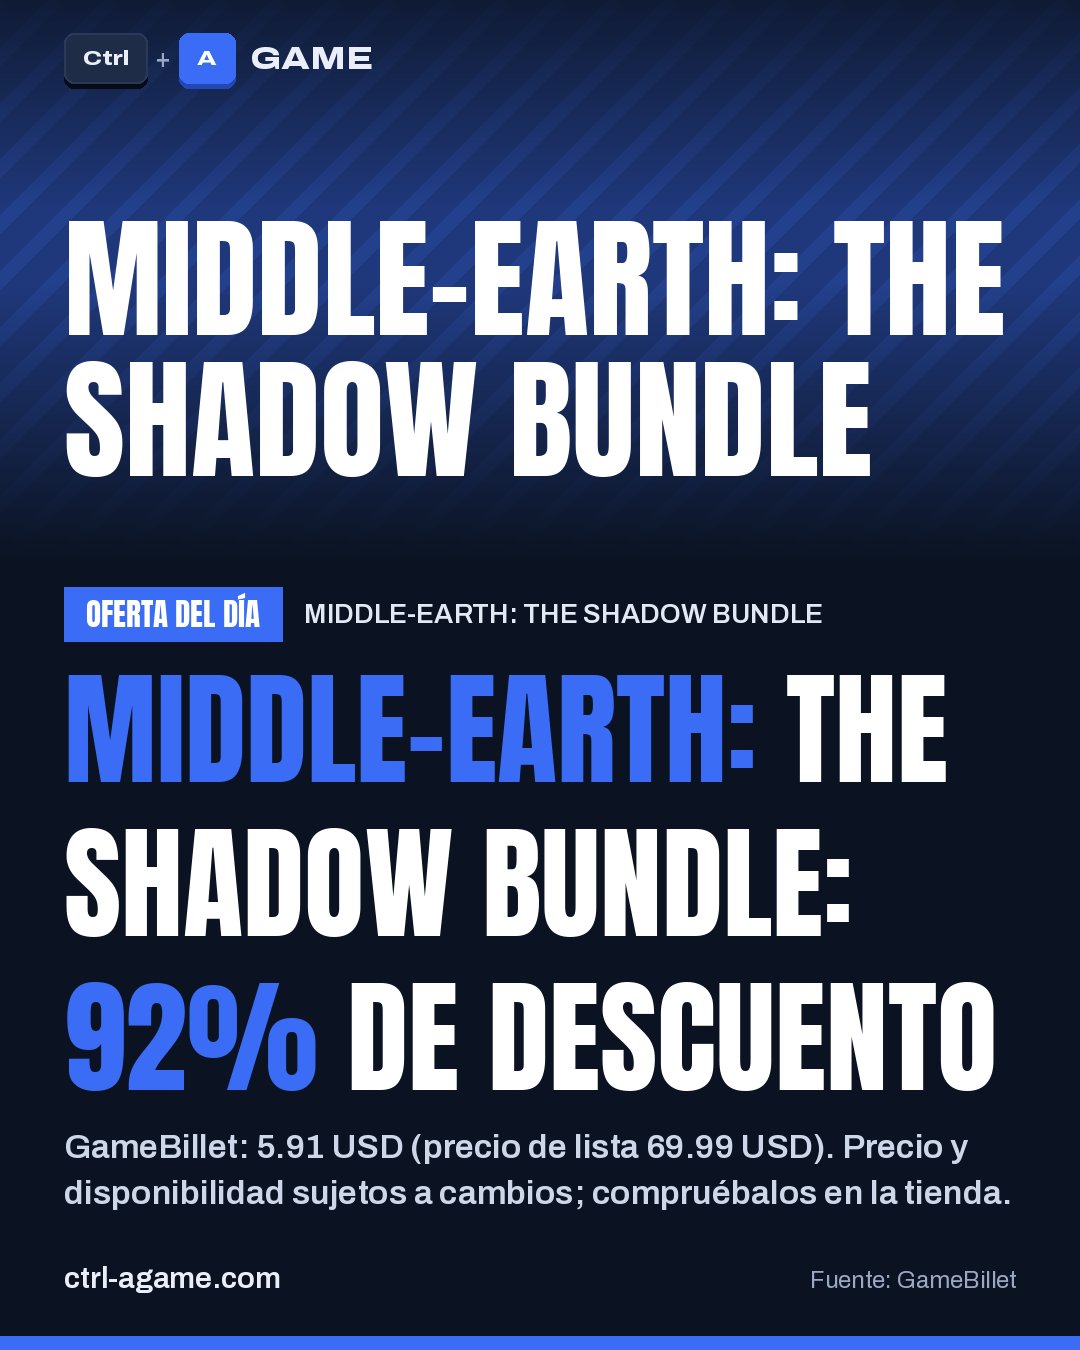 Ctrl + A GAME
MIDDLE-EARTH: THE
SHADOW BUNDLE
OFERTA DEL DÍA MIDDLE-EARTH: THE SHADOW BUNDLE
MIDDLE-EARTH: THE
SHADOW BUNDLE:
92% DE DESCUENTO
GameBillet: 5.91 USD (precio de lista 69.99 USD). Precio y
disponibilidad sujetos a cambios; compruébalos en la tienda.
ctrl-agame.com Fuente: GameBillet